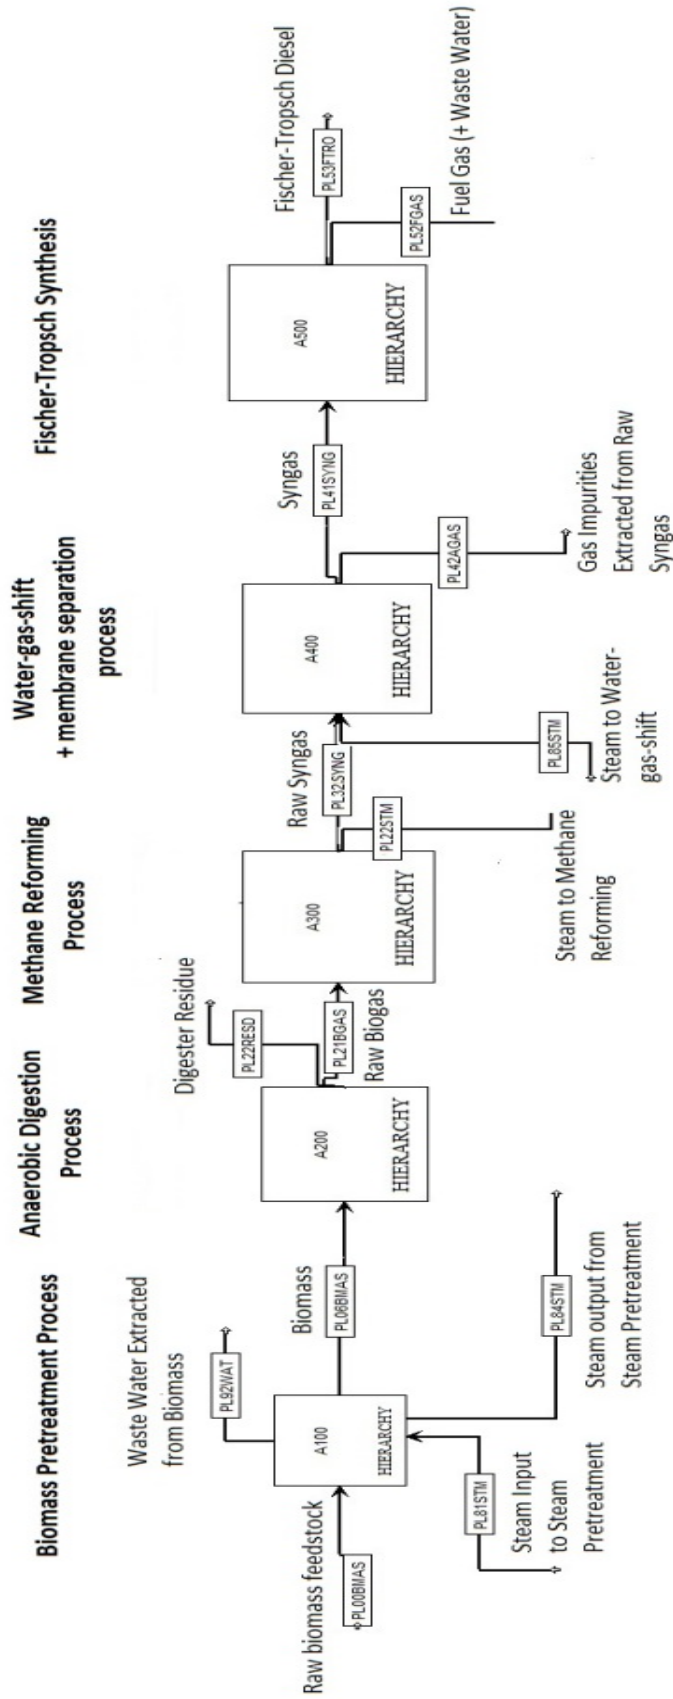 Biomass Pretreatment Process
Anaerobic Digestion
Process
Methane Reforming
Process
Water-gas-shift
+ membrane separation
process
Fischer-Tropsch Synthesis
Raw biomass feedstock
PL00BMAS
Waste Water Extracted
from Biomass
PL92WAT
A100
HIERARCHY
PL81STM
Steam Input
to Steam
Pretreatment
PL84STM
Steam output from
Steam Pretreatment
Biomass
PL06BMAS
A200
HIERARCHY
Digester Residue
PL22RESD
PL21BGAS
Raw Biogas
A300
HIERARCHY
PL22STM
Steam to Methane
Reforming
Raw Syngas
PL32SYNG
PL85STM
Steam to Water-
gas-shift
A400
HIERARCHY
PL42AGAS
Gas Impurities
Extracted from Raw
Syngas
Syngas
PL41SYNG
A500
HIERARCHY
Fischer-Tropsch Diesel
PL53FTRO
PL52FGAS
Fuel Gas (+ Waste Water)